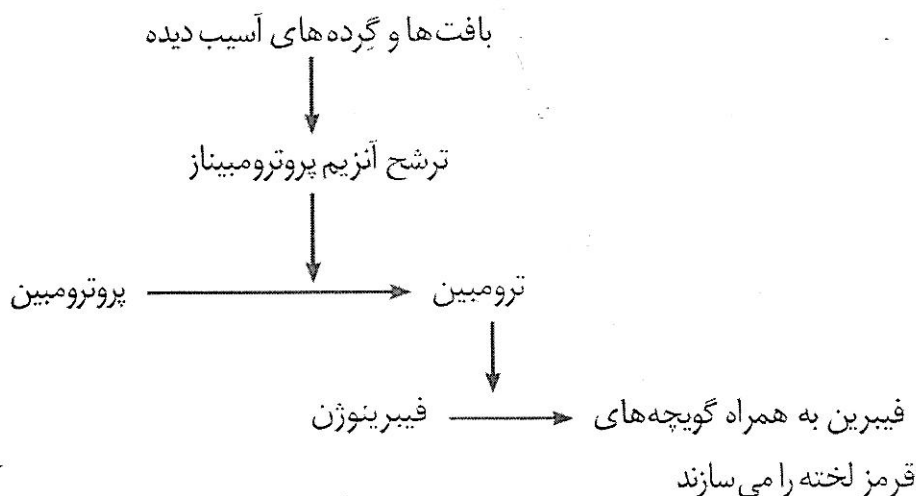 بافت‌ها و گِرده‌های آسیب دیده
ترشح آنزیم پروترومبیناز
پروترومبین
ترومبین
فیبرینوژن
فیبرین به همراه گویچه‌های
قرمز لخته را می‌سازند